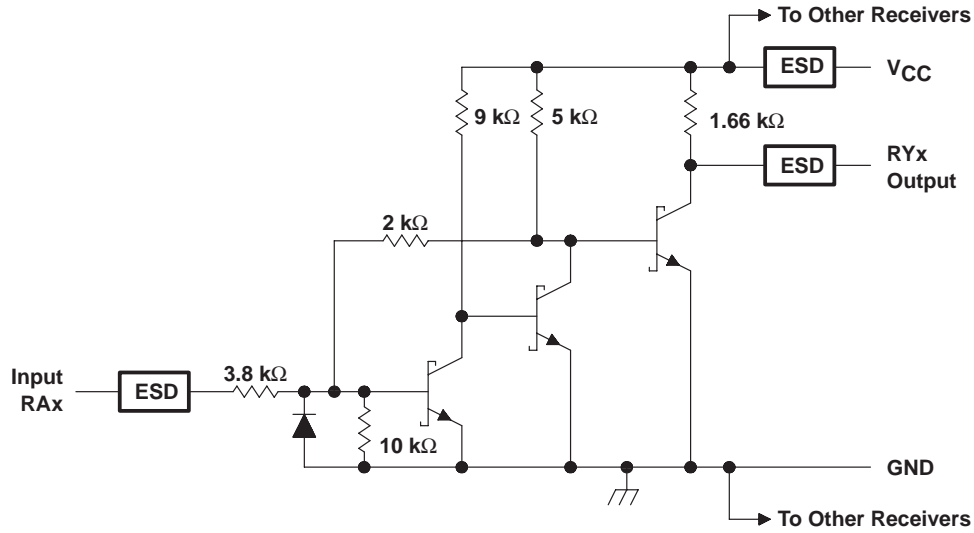 To Other Receivers
ESD
VCC
9 kΩ
5 kΩ
1.66 kΩ
ESD
RYx
Output
2 kΩ
Input
RAx
ESD
3.8 kΩ
10 kΩ
GND
To Other Receivers